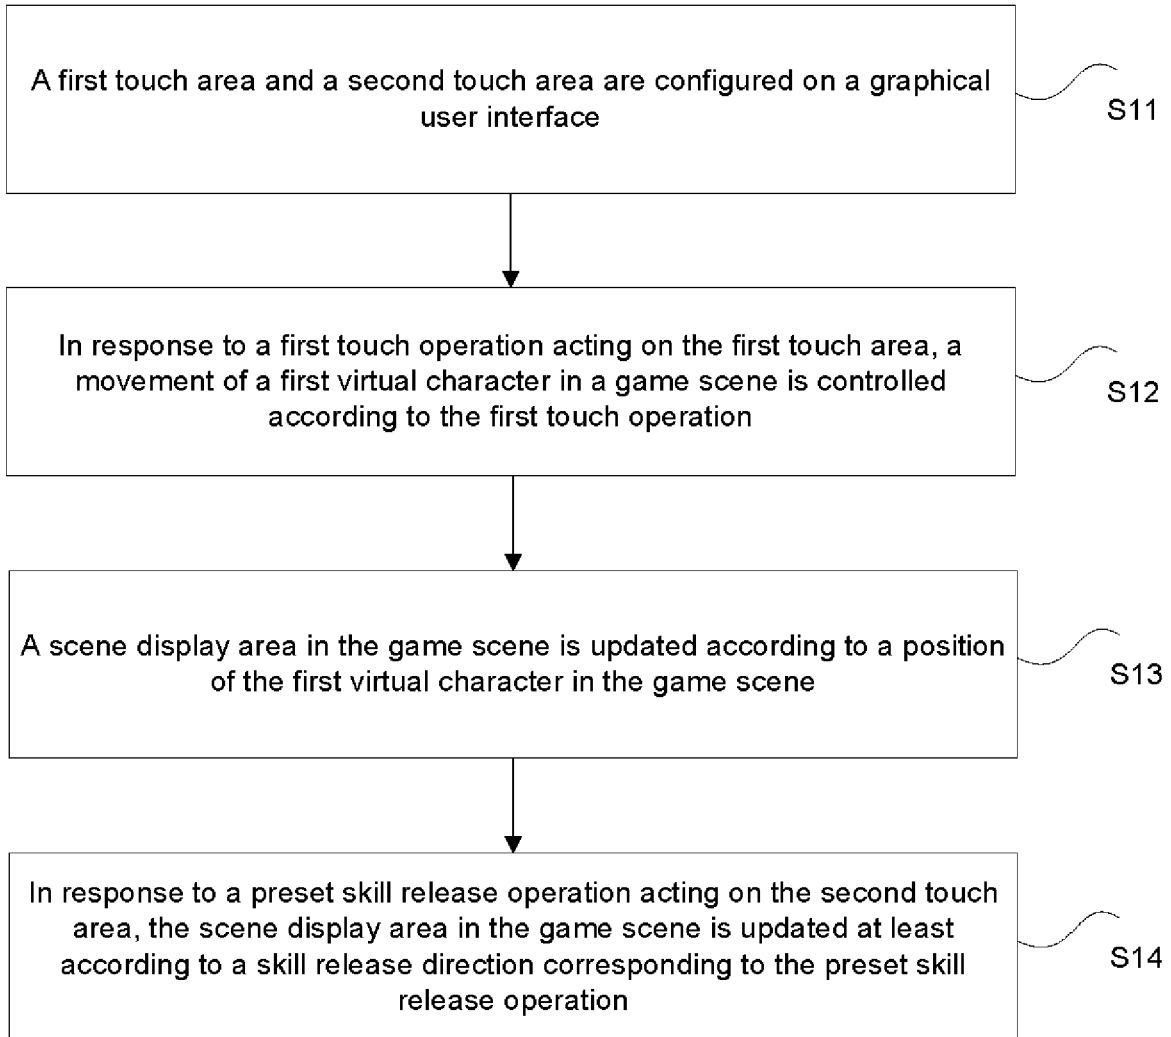 A first touch area and a second touch area are configured on a graphical
user interface
S11
In response to a first touch operation acting on the first touch area, a
movement of a first virtual character in a game scene is controlled
according to the first touch operation
S12
A scene display area in the game scene is updated according to a position
of the first virtual character in the game scene
S13
In response to a preset skill release operation acting on the second touch
area, the scene display area in the game scene is updated at least
according to a skill release direction corresponding to the preset skill
release operation
S14